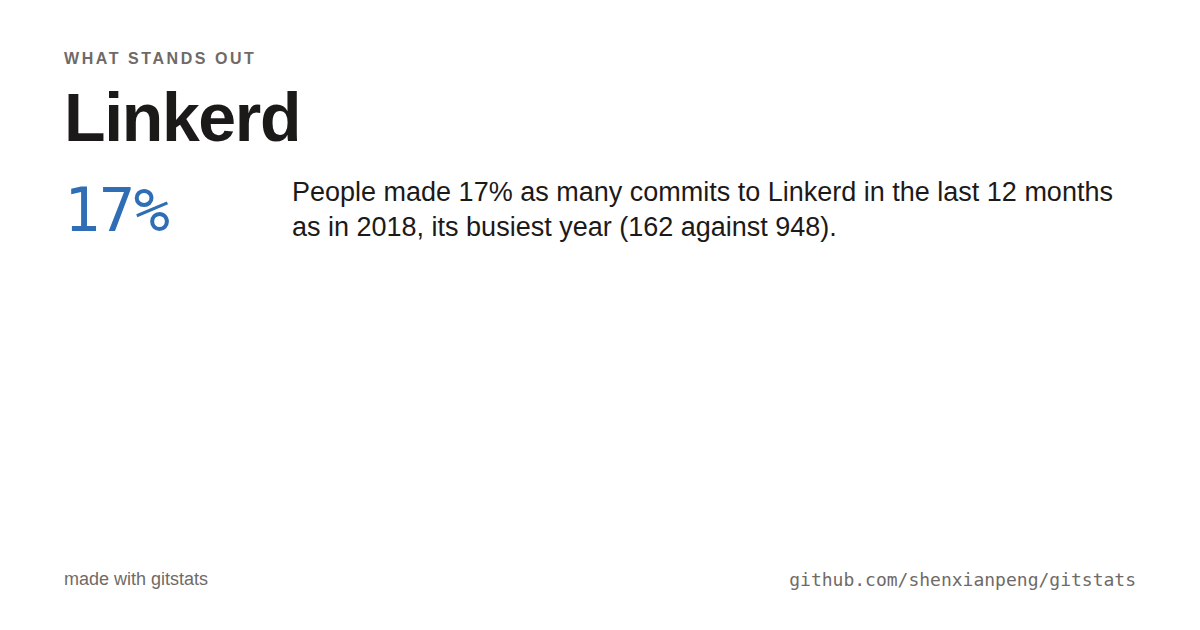 WHAT STANDS OUT
Linkerd
17%
People made 17% as many commits to Linkerd in the last 12 months
as in 2018, its busiest year (162 against 948).
made with gitstats
github.com/shenxianpeng/gitstats